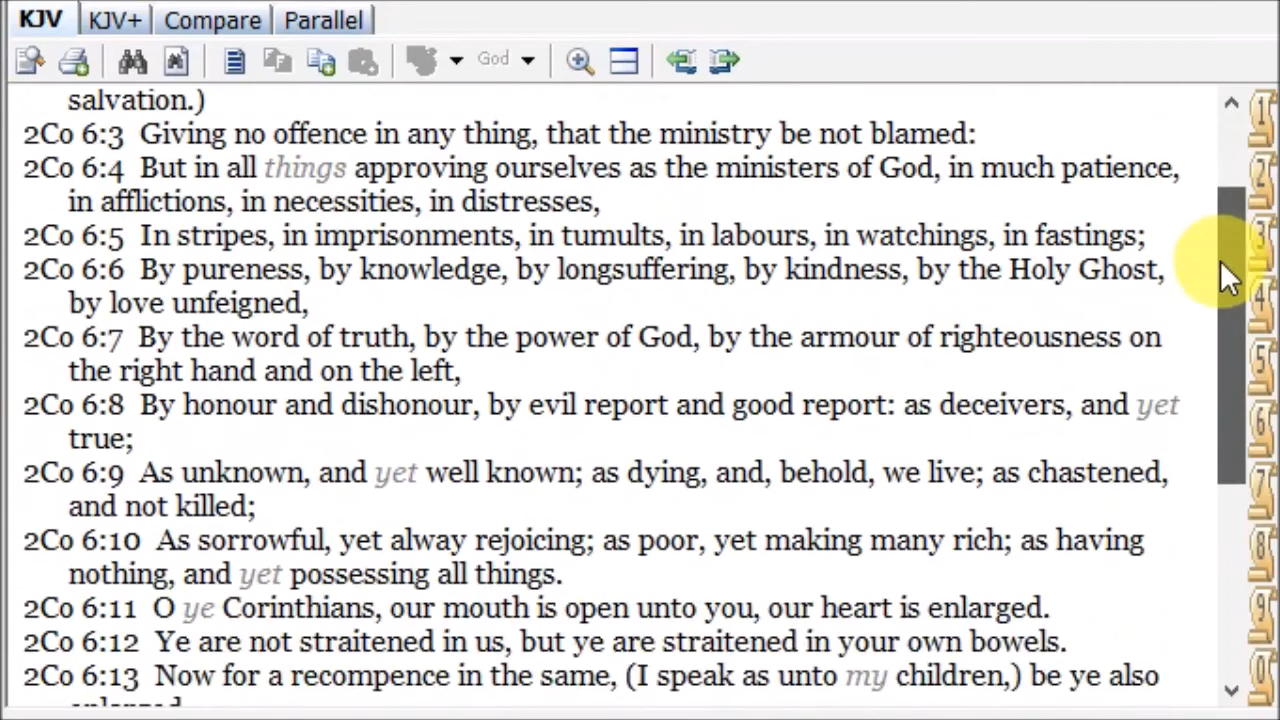 KJV KJV+ Compare Parallel
God
salvation.)
2Co 6:3 Giving no offence in any thing, that the ministry be not blamed:
2Co 6:4 But in all things approving ourselves as the ministers of God, in much patience,
in afflictions, in necessities, in distresses,
2Co 6:5 In stripes, in imprisonments, in tumults, in labours, in watchings, in fastings;
2Co 6:6 By pureness, by knowledge, by longsuffering, by kindness, by the Holy Ghost,
by love unfeigned,
2Co 6:7 By the word of truth, by the power of God, by the armour of righteousness on
the right hand and on the left,
2Co 6:8 By honour and dishonour, by evil report and good report: as deceivers, and yet
true;
2Co 6:9 As unknown, and yet well known; as dying, and, behold, we live; as chastened,
and not killed;
2Co 6:10 As sorrowful, yet alway rejoicing; as poor, yet making many rich; as having
nothing, and yet possessing all things.
2Co 6:11 O ye Corinthians, our mouth is open unto you, our heart is enlarged.
2Co 6:12 Ye are not straitened in us, but ye are straitened in your own bowels.
2Co 6:13 Now for a recompence in the same, (I speak as unto my children,) be ye also
1
2
3
4
5
6
7
8
9
0